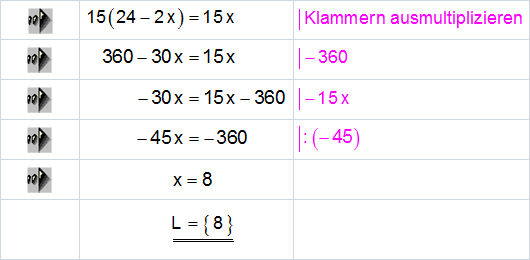 15(24 − 2x) = 15x | Klammern ausmultiplizieren
360 − 30x = 15x | − 360
− 30x = 15x − 360 | − 15x
− 45x = − 360 | : (− 45)
x = 8
L = {8}